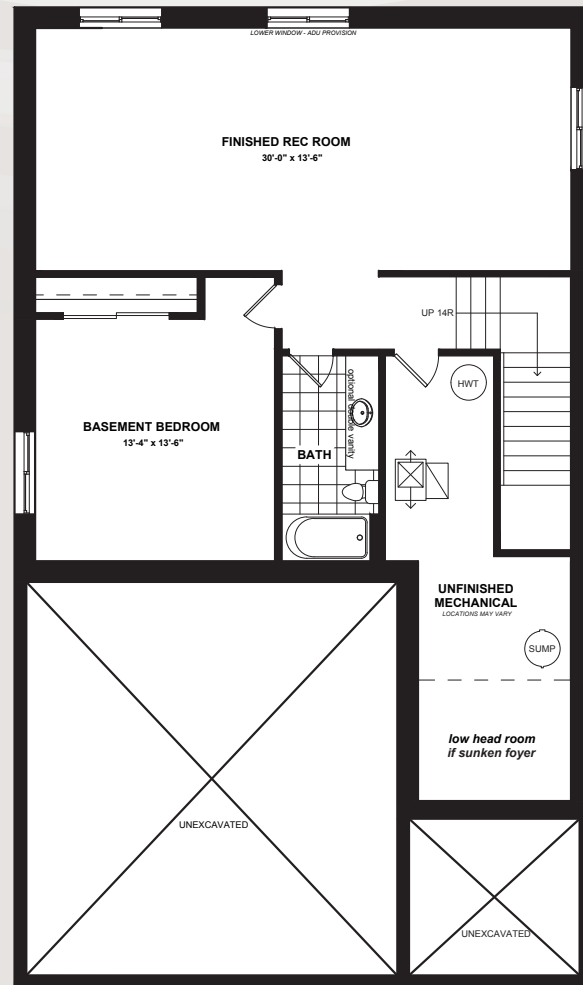 LOWER WINDOW - ADU PROVISION
FINISHED REC ROOM
30'-0" x 13'-6"
UP 14R
HWT
optional double vanity
BASEMENT BEDROOM
13'-4" x 13'-6"
BATH
UNFINISHED
MECHANICAL
LOCATIONS MAY VARY
SUMP
low head room
if sunken foyer
UNEXCAVATED
UNEXCAVATED